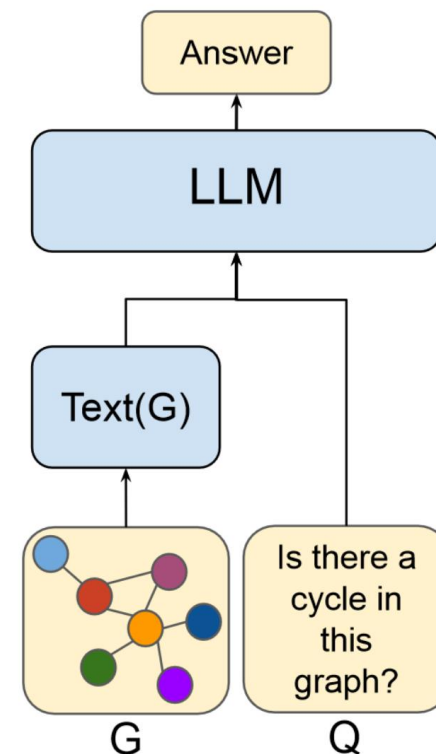 Answer
LLM
Text(G)
Is there a
cycle in
this
graph?
G
Q